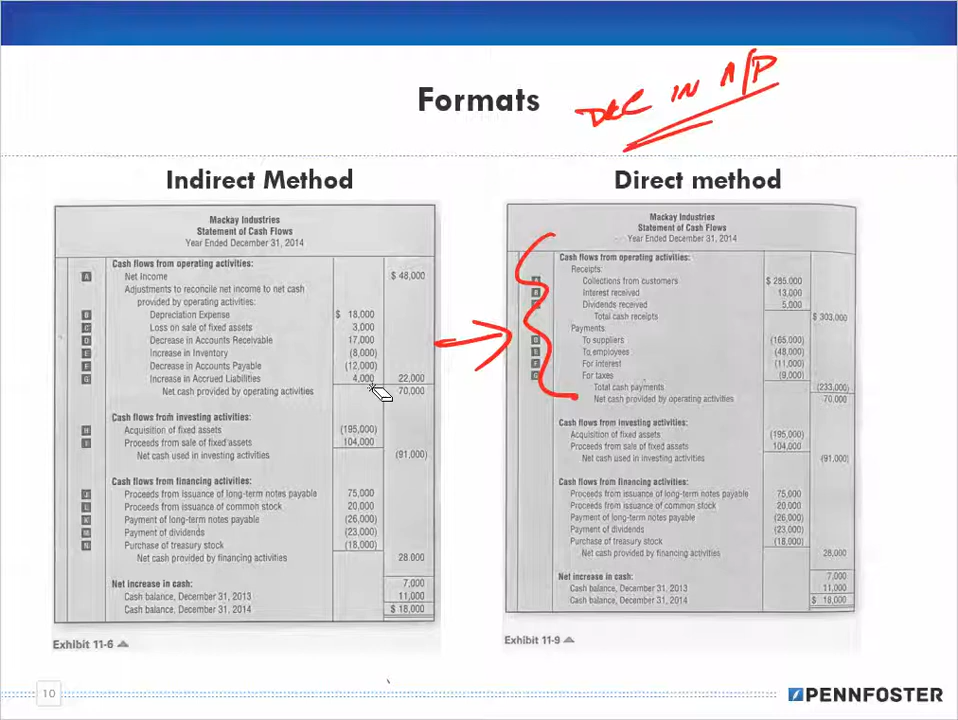 Formats
DEC IN A/P
Indirect Method
Direct method
Mackay Industries
Statement of Cash Flows
Year Ended December 31, 2014
Cash flows from operating activities:
A Net Income $ 48,000
Adjustments to reconcile net income to net cash
provided by operating activities:
B Depreciation Expense $ 18,000
C Loss on sale of fixed assets 3,000
D Decrease in Accounts Receivable 17,000
E Increase in Inventory (8,000)
F Decrease in Accounts Payable (12,000)
G Increase in Accrued Liabilities 4,000 22,000
Net cash provided by operating activities 70,000
Cash flows from investing activities:
H Acquisition of fixed assets (195,000)
I Proceeds from sale of fixed assets 104,000
Net cash used in investing activities (91,000)
Cash flows from financing activities:
J Proceeds from issuance of long-term notes payable 75,000
L Proceeds from issuance of common stock 20,000
K Payment of long-term notes payable (26,000)
M Payment of dividends (23,000)
N Purchase of treasury stock (18,000)
Net cash provided by financing activities 28,000
Net increase in cash: 7,000
Cash balance, December 31, 2013 11,000
Cash balance, December 31, 2014 $ 18,000
Exhibit 11-6
Mackay Industries
Statement of Cash Flows
Year Ended December 31, 2014
Cash flows from operating activities:
Receipts:
A Collections from customers $ 285,000
B Interest received 13,000
Dividends received 5,000
Total cash receipts $ 303,000
Payments
D To suppliers (165,000)
E To employees (48,000)
F For interest (11,000)
G For taxes (9,000)
Total cash payments (233,000)
Net cash provided by operating activities 70,000
Cash flows from investing activities:
Acquisition of fixed assets (195,000)
Proceeds from sale of fixed assets 104,000
Net cash used in investing activities (91,000)
Cash flows from financing activities:
Proceeds from issuance of long-term notes payable 75,000
Proceeds from issuance of common stock 20,000
Payment of long-term notes payable (26,000)
Payment of dividends (23,000)
Purchase of treasury stock (18,000)
Net cash provided by financing activities 28,000
Net increase in cash: 7,000
Cash balance, December 31, 2013 11,000
Cash balance, December 31, 2014 $ 18,000
Exhibit 11-9
10
PENNFOSTER